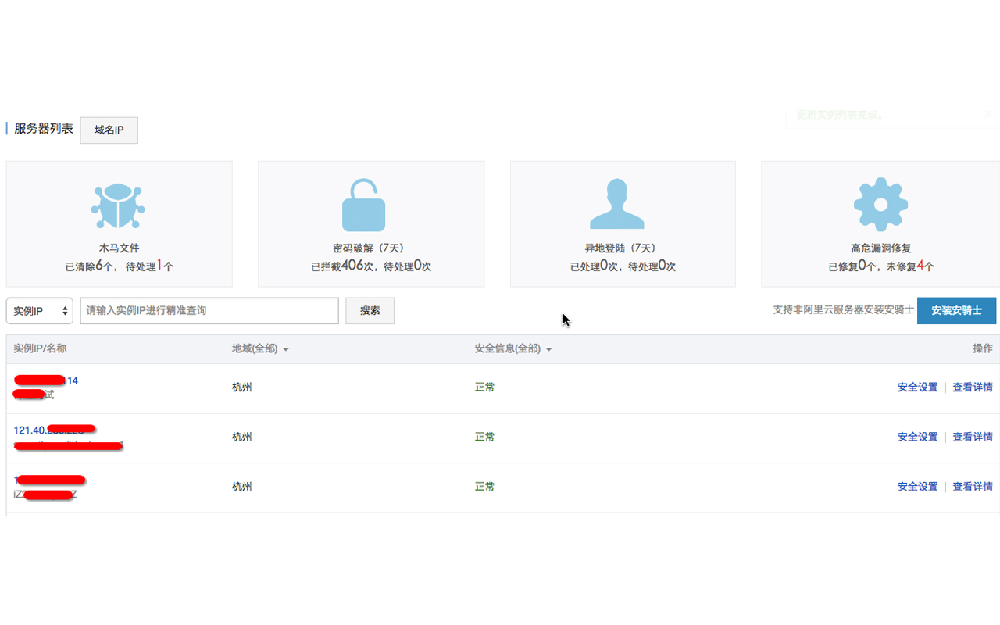 更新实例列表完成。
服务器列表 域名IP
木马文件
已清除6个， 待处理1个
密码破解（7天）
已拦截406次，待处理0次
异地登陆（7天）
已处理0次，待处理0次
高危漏洞修复
已修复0个，未修复4个
实例IP 请输入实例IP进行精准查询 搜索 支持非阿里云服务器安装安骑士 安装安骑士
实例IP/名称 地域(全部) 安全信息(全部) 操作
114 杭州 正常 安全设置 | 查看详情
试
121.40. 杭州 正常 安全设置 | 查看详情
杭州 正常 安全设置 | 查看详情